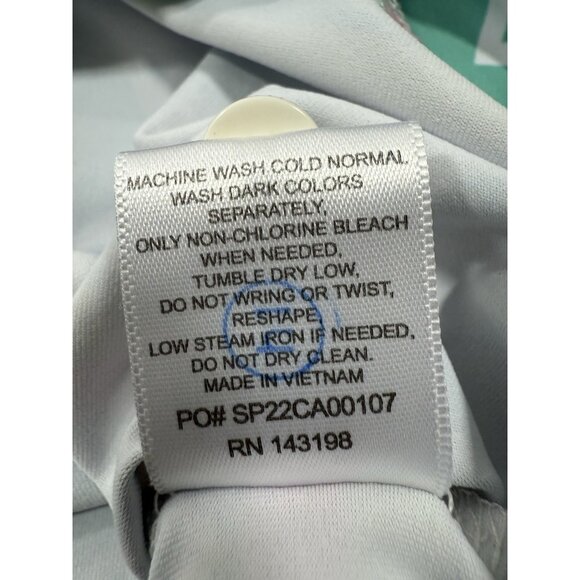 MACHINE WASH COLD NORMAL.
WASH DARK COLORS
SEPARATELY,
ONLY NON-CHLORINE BLEACH
WHEN NEEDED,
TUMBLE DRY LOW,
DO NOT WRING OR TWIST,
RESHAPE,
LOW STEAM IRON IF NEEDED,
DO NOT DRY CLEAN.
MADE IN VIETNAM
PO# SP22CA00107
RN 143198